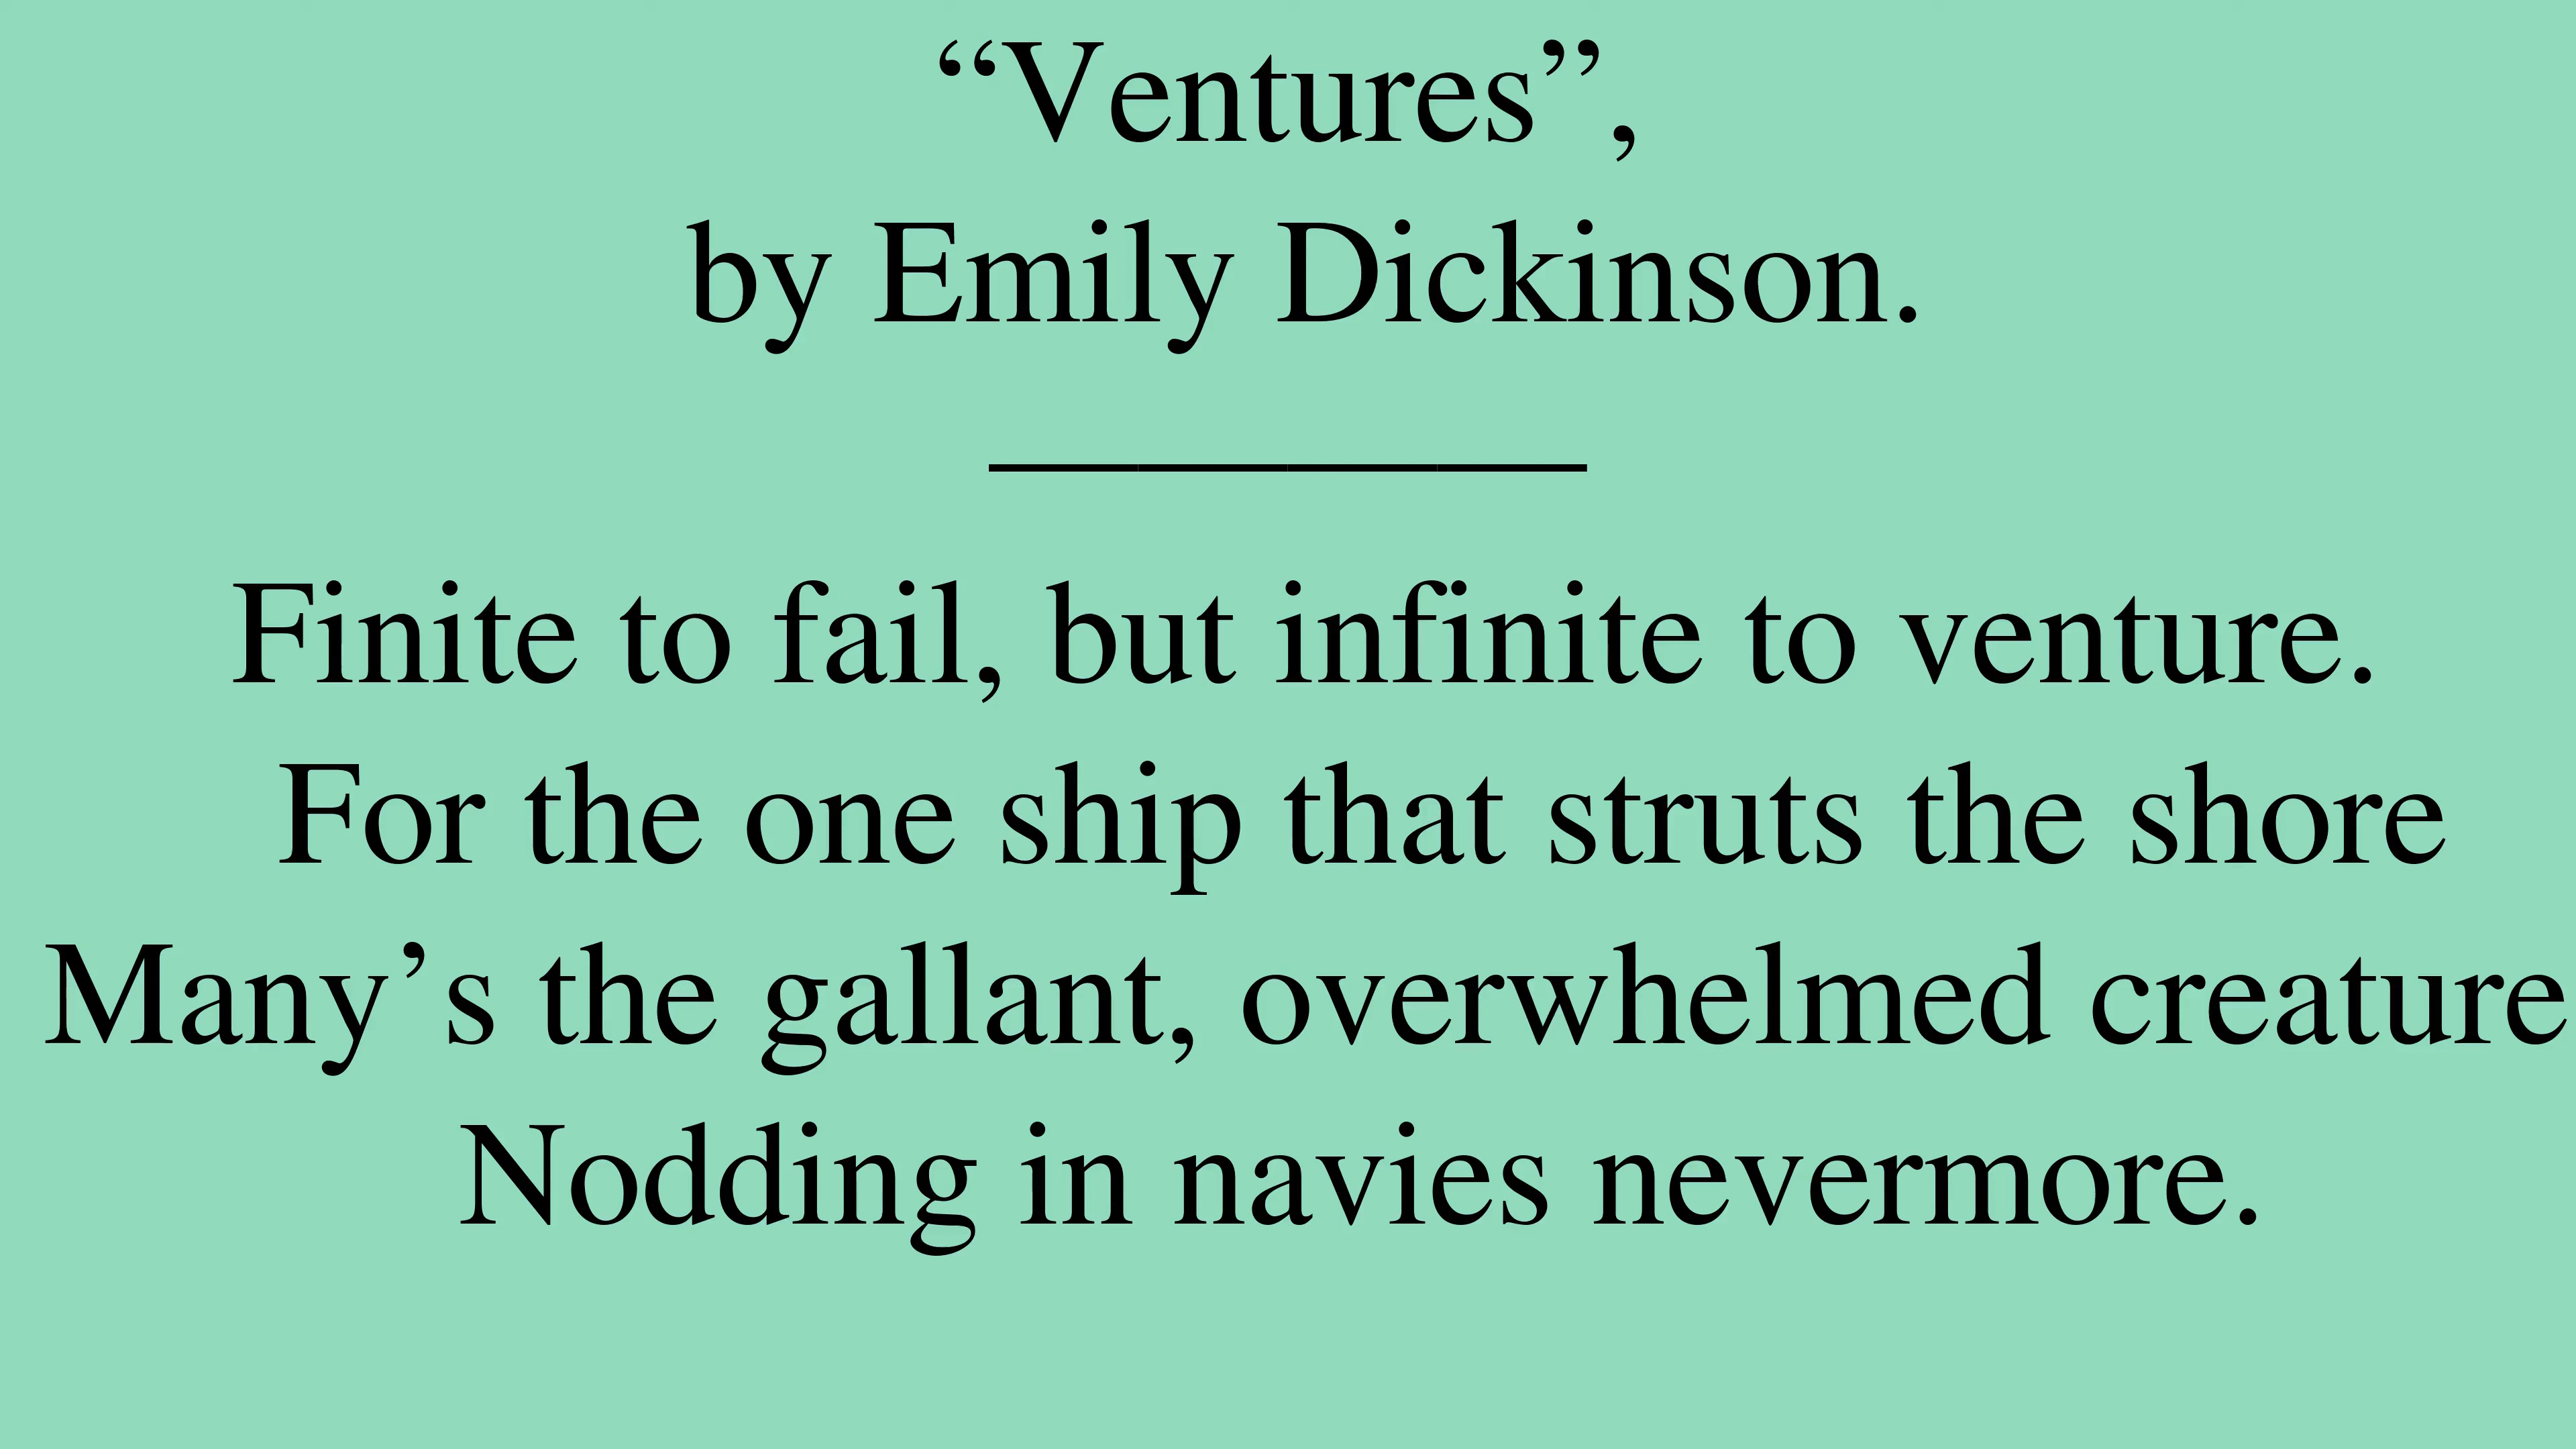 “Ventures”,
by Emily Dickinson.
Finite to fail, but infinite to venture.
For the one ship that struts the shore
Many’s the gallant, overwhelmed creature
Nodding in navies nevermore.